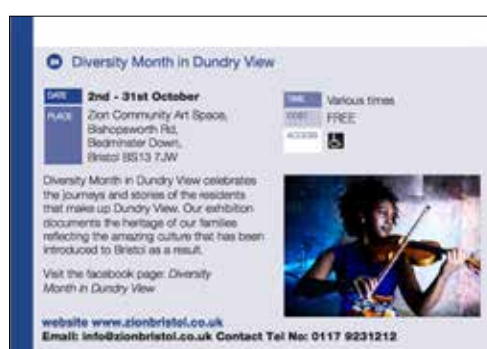 Diversity Month in Dundry View
DATE 2nd - 31st October
PLACE Zion Community Art Space,
Bishopsworth Rd,
Bedminster Down,
Bristol BS13 7JW
TIME Various times
COST FREE
ACCESS
Diversity Month in Dundry View celebrates
the journeys and stories of the residents
that make up Dundry View. Our exhibition
documents the heritage of our families
reflecting the amazing culture that has been
introduced to Bristol as a result.
Visit the facebook page: Diversity
Month in Dundry View
website www.zionbristol.co.uk
Email: info@zionbristol.co.uk Contact Tel No: 0117 9231212